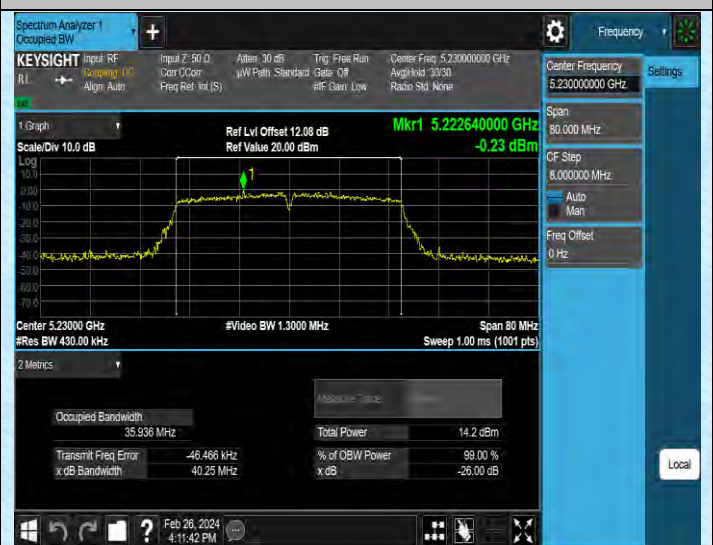 Spectrum Analyzer 1
Occupied BW
+
Frequency
KEYSIGHT Input: RF
Coupling: DC
Align: Auto
RL
Input Z: 50 Ω
Corr CCorr
Freq Ref: Int (S)
Atten: 30 dB
µW Path: Standard
Trig: Free Run
Gate: Off
#IF Gain: Low
Center Freq: 5.230000000 GHz
Avg|Hold: 30/30
Radio Std: None
Center Frequency
5.230000000 GHz
Settings
Span
80.000 MHz
CF Step
8.000000 MHz
Auto
Man
Freq Offset
0 Hz
1 Graph
Scale/Div 10.0 dB
Ref Lvl Offset 12.08 dB
Ref Value 20.00 dBm
Mkr1 5.222640000 GHz
-0.23 dBm
Log
10.0
0.00
-10.0
-20.0
-30.0
-40.0
-50.0
-60.0
-70.0
1
Center 5.23000 GHz
#Res BW 430.00 kHz
#Video BW 1.3000 MHz
Span 80 MHz
Sweep 1.00 ms (1001 pts)
2 Metrics
Measure Trace
Occupied Bandwidth
35.936 MHz
Total Power 14.2 dBm
Transmit Freq Error -46.466 kHz
% of OBW Power 99.00 %
x dB Bandwidth 40.25 MHz
x dB -26.00 dB
Local
?
Feb 26, 2024
4:11:42 PM